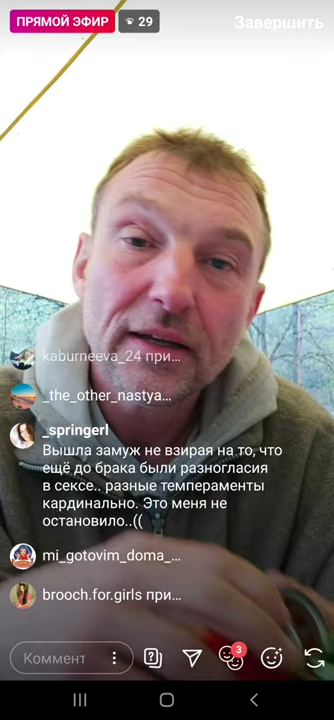 ПРЯМОЙ ЭФИР
29
Завершить
kaburneeva_24 при...
_the_other_nastya...
_springerl
Вышла замуж не взирая на то, что
ещё до брака были разногласия
в сексе.. разные темпераменты
кардинально. Это меня не
остановило..((
mi_gotovim_doma_...
brooch.for.girls при...
Коммент
3